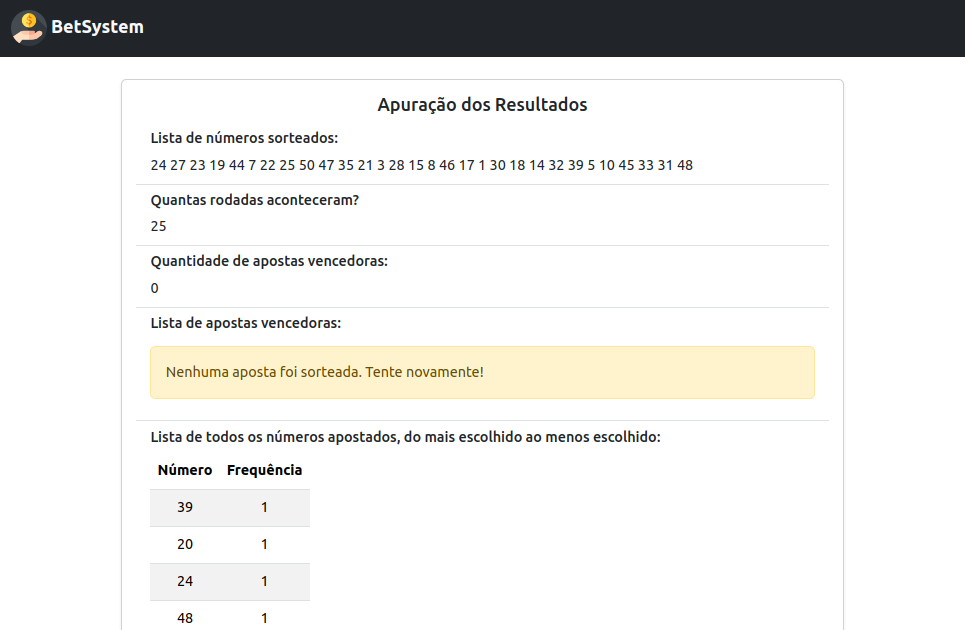 BetSystem
Apuração dos Resultados
Lista de números sorteados:
24 27 23 19 44 7 22 25 50 47 35 21 3 28 15 8 46 17 1 30 18 14 32 39 5 10 45 33 31 48
Quantas rodadas aconteceram?
25
Quantidade de apostas vencedoras:
0
Lista de apostas vencedoras:
Nenhuma aposta foi sorteada. Tente novamente!
Lista de todos os números apostados, do mais escolhido ao menos escolhido:
Número Frequência
39 1
20 1
24 1
48 1